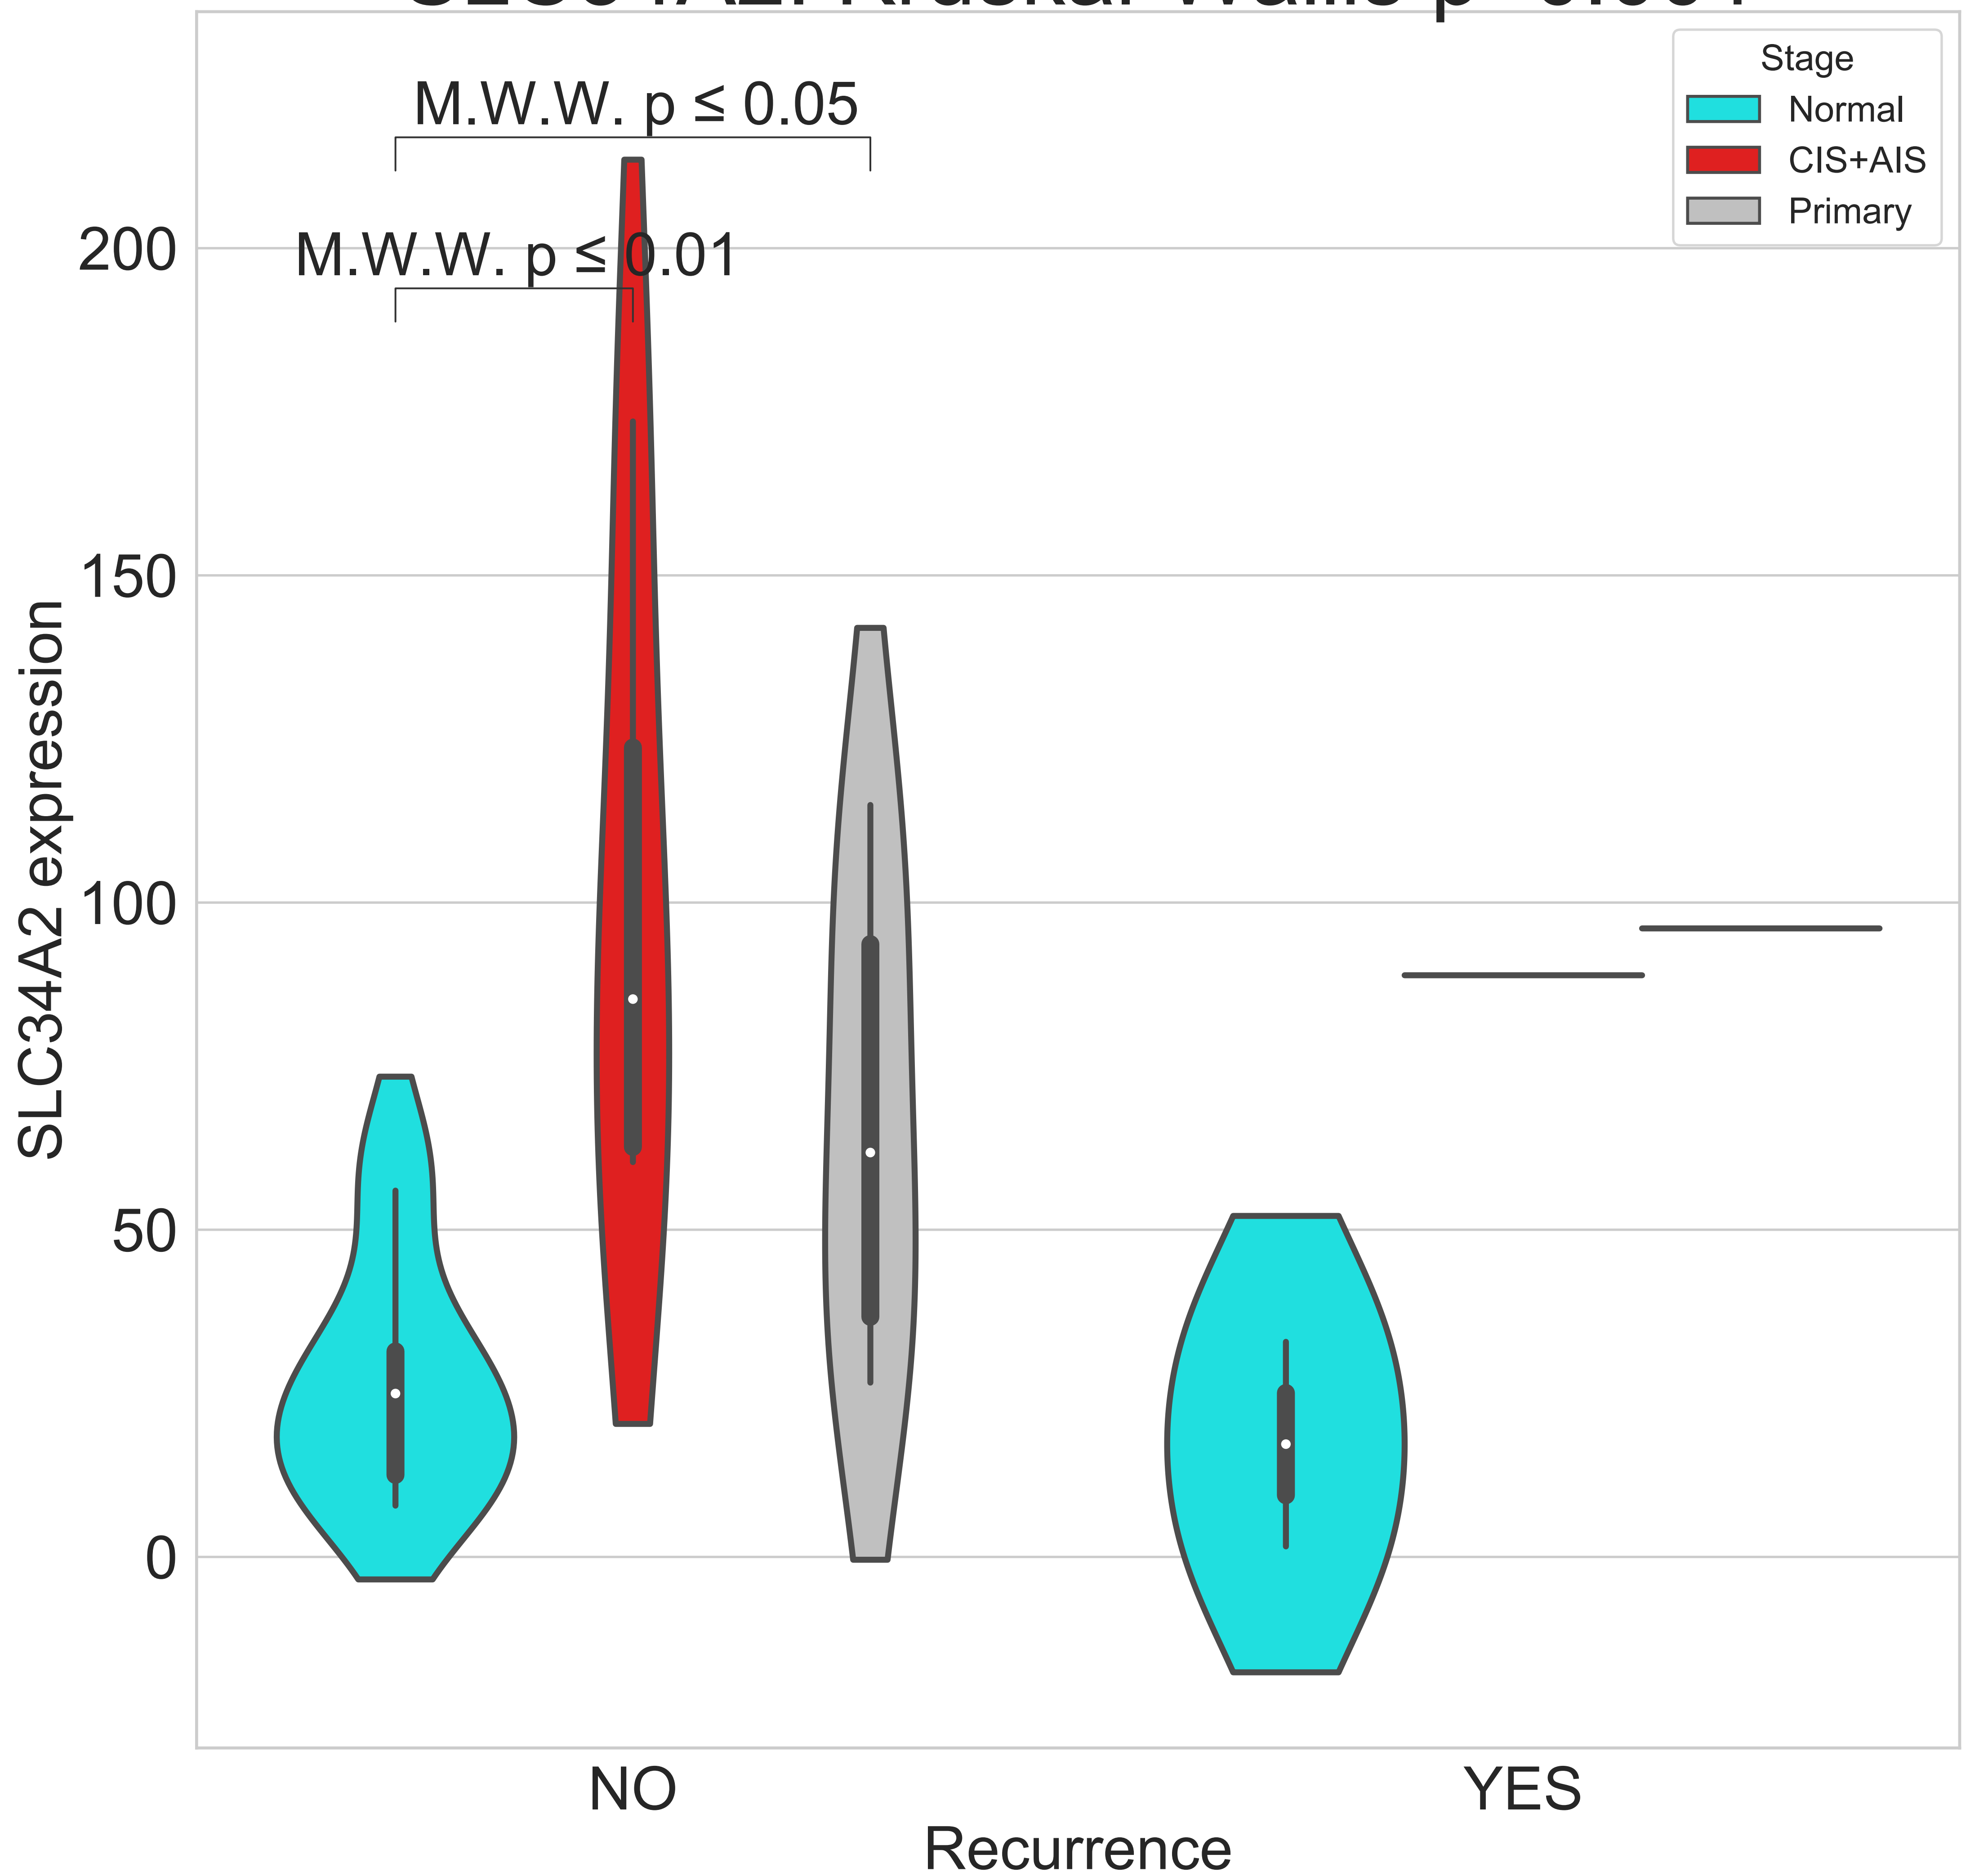 Stage
Normal
CIS+AIS
Primary
M.W.W. p ≤ 0.05
M.W.W. p ≤ 0.01
200
150
100
50
0
SLC34A2 expression
NO
YES
Recurrence